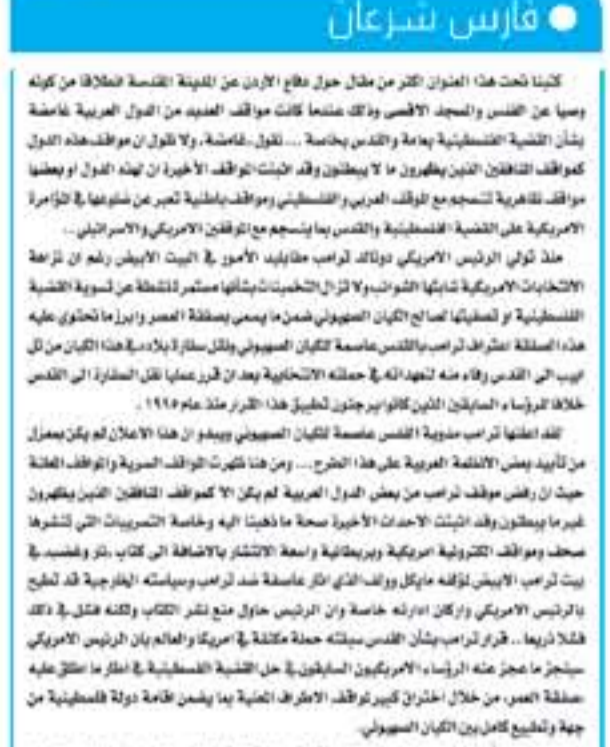 فارس شرعان
كتبنا تحت هذا العنوان اكثر من مقال حول دفاع الاردن عن المدينة المقدسة انطلاقا من كونه
وصيا عن القدس والمسجد الاقصى وذلك عندما كانت مواقف العديد من الدول العربية غامضة
بشأن القضية الفلسطينية بعامة والقدس بخاصة ... نقول ،غامضة، ولا نقول ان مواقف هذه الدول
كمواقف المنافقين الذين يظهرون ما لا يبطنون وقد اثبتت المواقف الأخيرة ان لهذه الدول او بعضها
مواقف ظاهرية تنسجم مع الموقف العربي والفلسطيني ومواقف باطنية تعبر عن ضلوعها في المؤامرة
الامريكية على القضية الفلسطينية والقدس بما ينسجم مع الموقفين الامريكي والاسرائيلي ..
منذ تولي الرئيس الامريكي دونالد ترامب مقاليد الأمور في البيت الابيض رغم ان نزاهة
الانتخابات الامريكية شابتها الشوائب ولا تزال التحقيقات بشأنها مستمر ناشطة عن تسوية القضية
الفلسطينية او تصفيتها لصالح الكيان الصهيوني ضمن ما يسمى بصفقة العصر وابرز ما تحتوي عليه
هذه الصفقة اعتراف ترامب بالقدس عاصمة للكيان الصهيوني ونقل سفارة بلاده في هذا الكيان من تل
ابيب الى القدس وفاء منه لتعهداته في حملته الانتخابية بعد ان قرر عمليا نقل السفارة الى القدس
خلافا للرؤساء السابقين الذين كانوا يرجئون تطبيق هذا القرار منذ عام ١٩٩٥ .
لقد اعلنها ترامب مدوية القدس عاصمة للكيان الصهيوني ويبدو ان هذا الاعلان لم يكن بمعزل
من تأييد بعض الانظمة العربية على هذا الطرح ... ومن هنا ظهرت المواقف السرية والمواقف المعلنة
حيث ان رفض موقف ترامب من بعض الدول العربية لم يكن الا كمواقف المنافقين الذين يظهرون
غير ما يبطنون وقد اثبتت الاحداث الأخيرة صحة ما ذهبنا اليه وخاصة التسريبات التي تنشرها
صحف ومواقف الكترونية امريكية وبريطانية واسعة الانتشار بالاضافة الى كتاب ،نار وغضب، في
بيت ترامب الابيض لمؤلفه مايكل وولف الذي اثار عاصفة ضد ترامب وسياسته الخارجية قد تطيح
بالرئيس الامريكي واركان ادارته خاصة وان الرئيس حاول منع نشر الكتاب ولكنه فشل في ذلك
فشلا ذريعا .. قرار ترامب بشأن القدس سبقته حملة مكثفة في امريكا والعالم بان الرئيس الامريكي
سينجز ما عجز عنه الرؤساء الامريكيون السابقون في حل القضية الفلسطينية في اطار ما اطلق عليه
،صفقة العصر، من خلال اختراق كبير لمواقف الاطراف المعنية بما يضمن اقامة دولة فلسطينية من
جهة وتطبيع كامل بين الكيان الصهيوني،